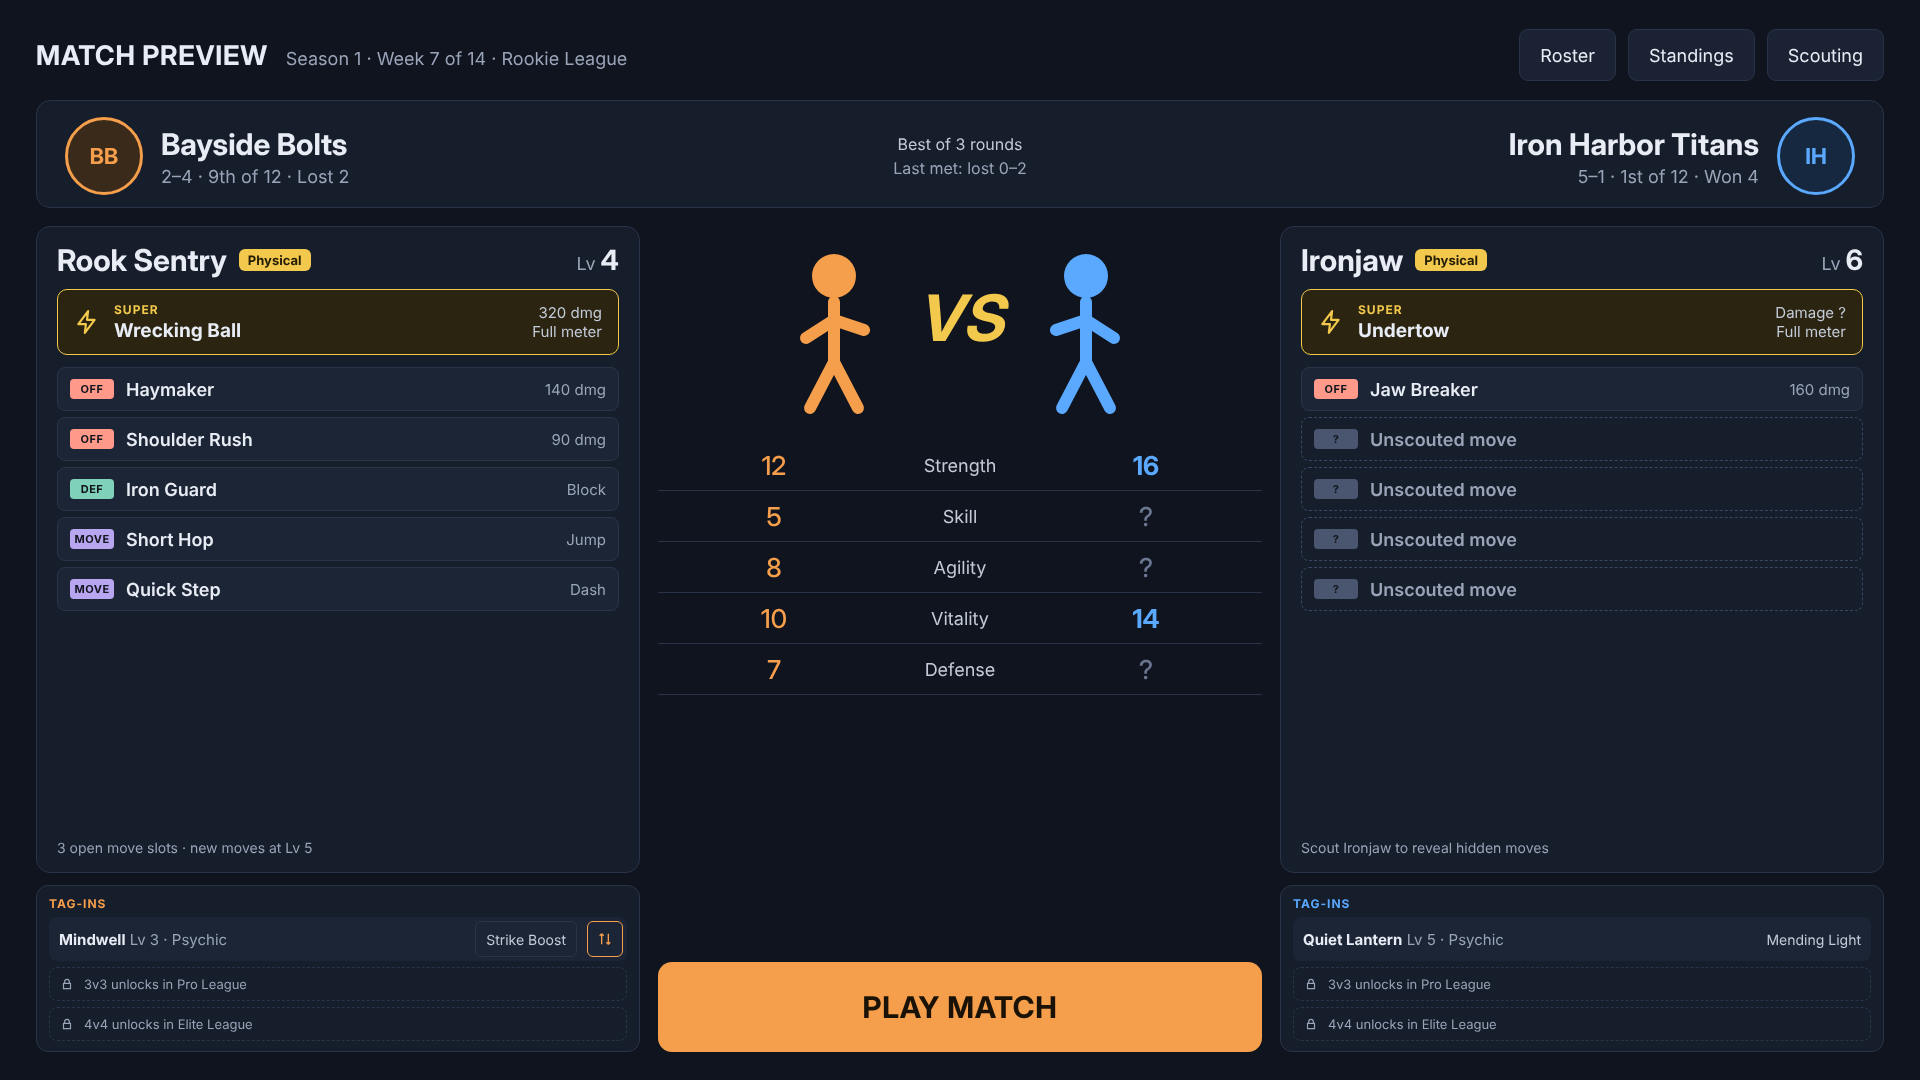 MATCH PREVIEW Season 1 · Week 7 of 14 · Rookie League
Roster Standings Scouting
BB
Bayside Bolts
2–4 · 9th of 12 · Lost 2
Best of 3 rounds
Last met: lost 0–2
Iron Harbor Titans
5–1 · 1st of 12 · Won 4
IH
Rook Sentry Physical Lv 4
SUPER
Wrecking Ball
320 dmg
Full meter
OFF Haymaker 140 dmg
OFF Shoulder Rush 90 dmg
DEF Iron Guard Block
MOVE Short Hop Jump
MOVE Quick Step Dash
3 open move slots · new moves at Lv 5
VS
12 Strength 16
5 Skill ?
8 Agility ?
10 Vitality 14
7 Defense ?
Ironjaw Physical Lv 6
SUPER
Undertow
Damage ?
Full meter
OFF Jaw Breaker 160 dmg
? Unscouted move
? Unscouted move
? Unscouted move
? Unscouted move
Scout Ironjaw to reveal hidden moves
TAG-INS
Mindwell Lv 3 · Psychic Strike Boost
3v3 unlocks in Pro League
4v4 unlocks in Elite League
PLAY MATCH
TAG-INS
Quiet Lantern Lv 5 · Psychic Mending Light
3v3 unlocks in Pro League
4v4 unlocks in Elite League